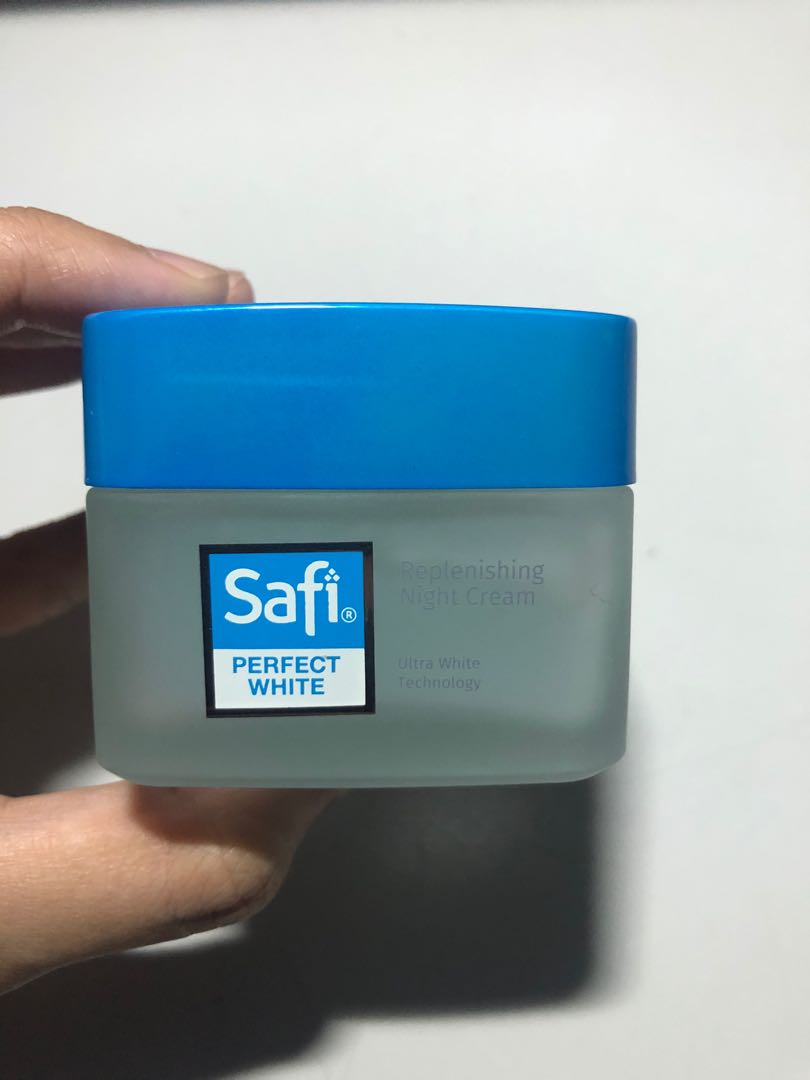 Safi®
PERFECT
WHITE
Replenishing
Night Cream
Ultra White
Technology